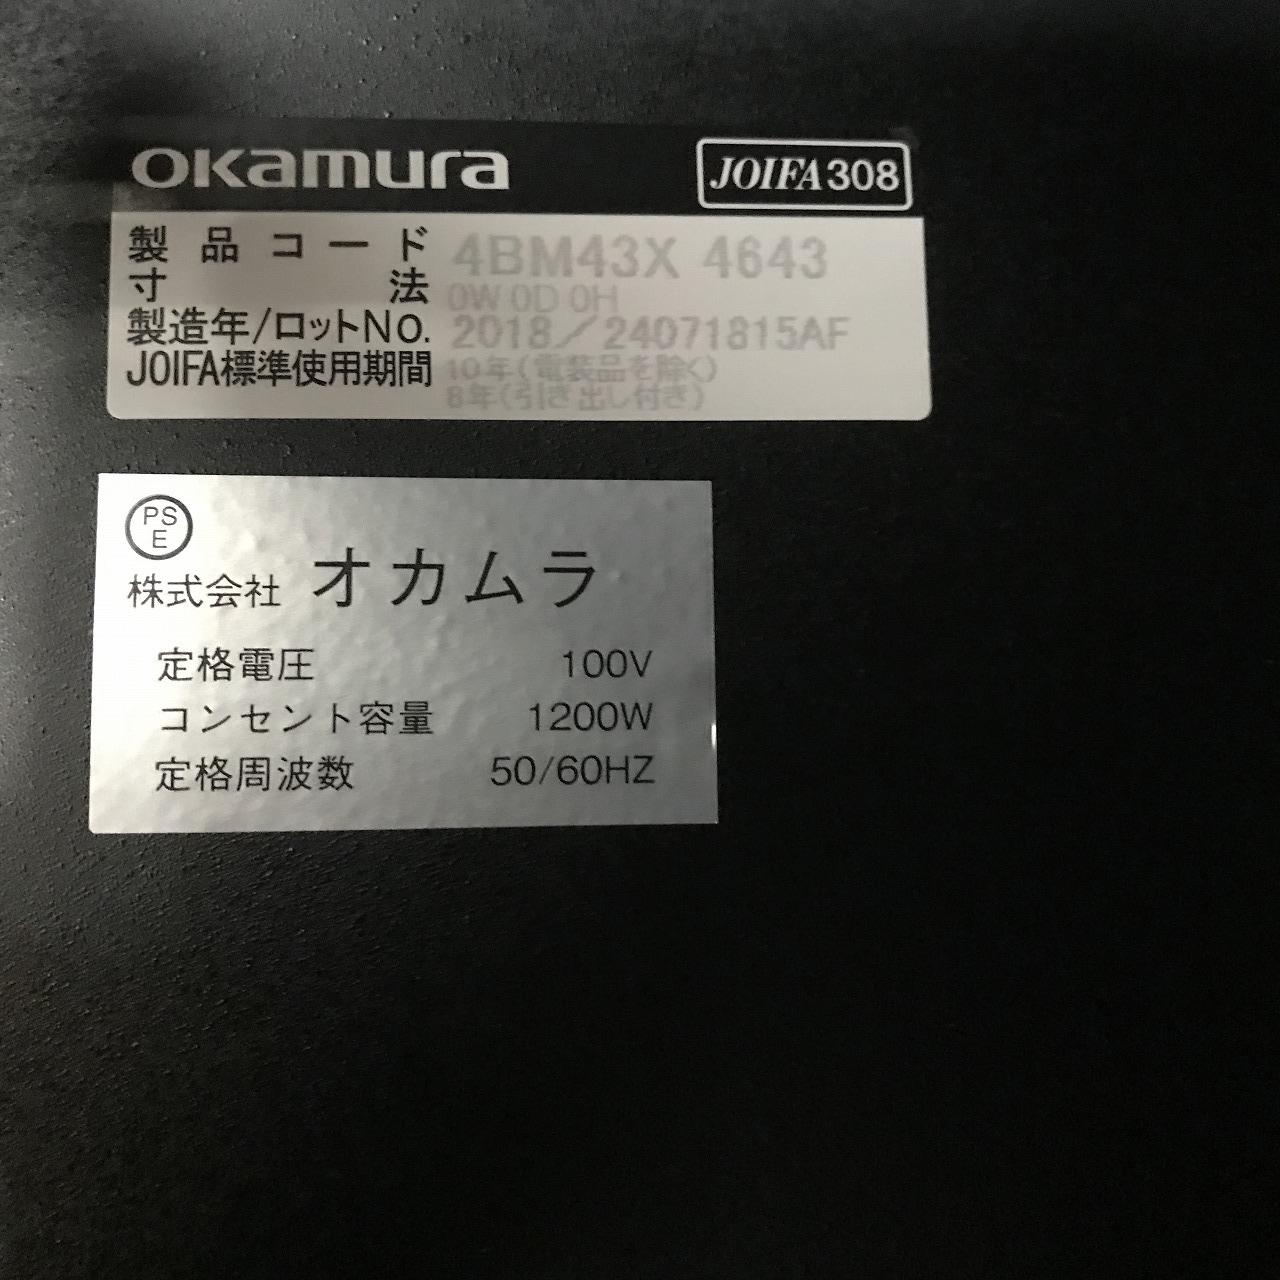 OKamura
JOIFA308
製品コード 4BM43X 4643
寸法 0W 0D 0H
製造年/ロットNo. 2018／24071815AF
JOIFA標準使用期間 10年(電装品を除く)
8年(引き出し付き)
PS
E
株式会社 オカムラ
定格電圧 100V
コンセント容量 1200W
定格周波数 50/60HZ